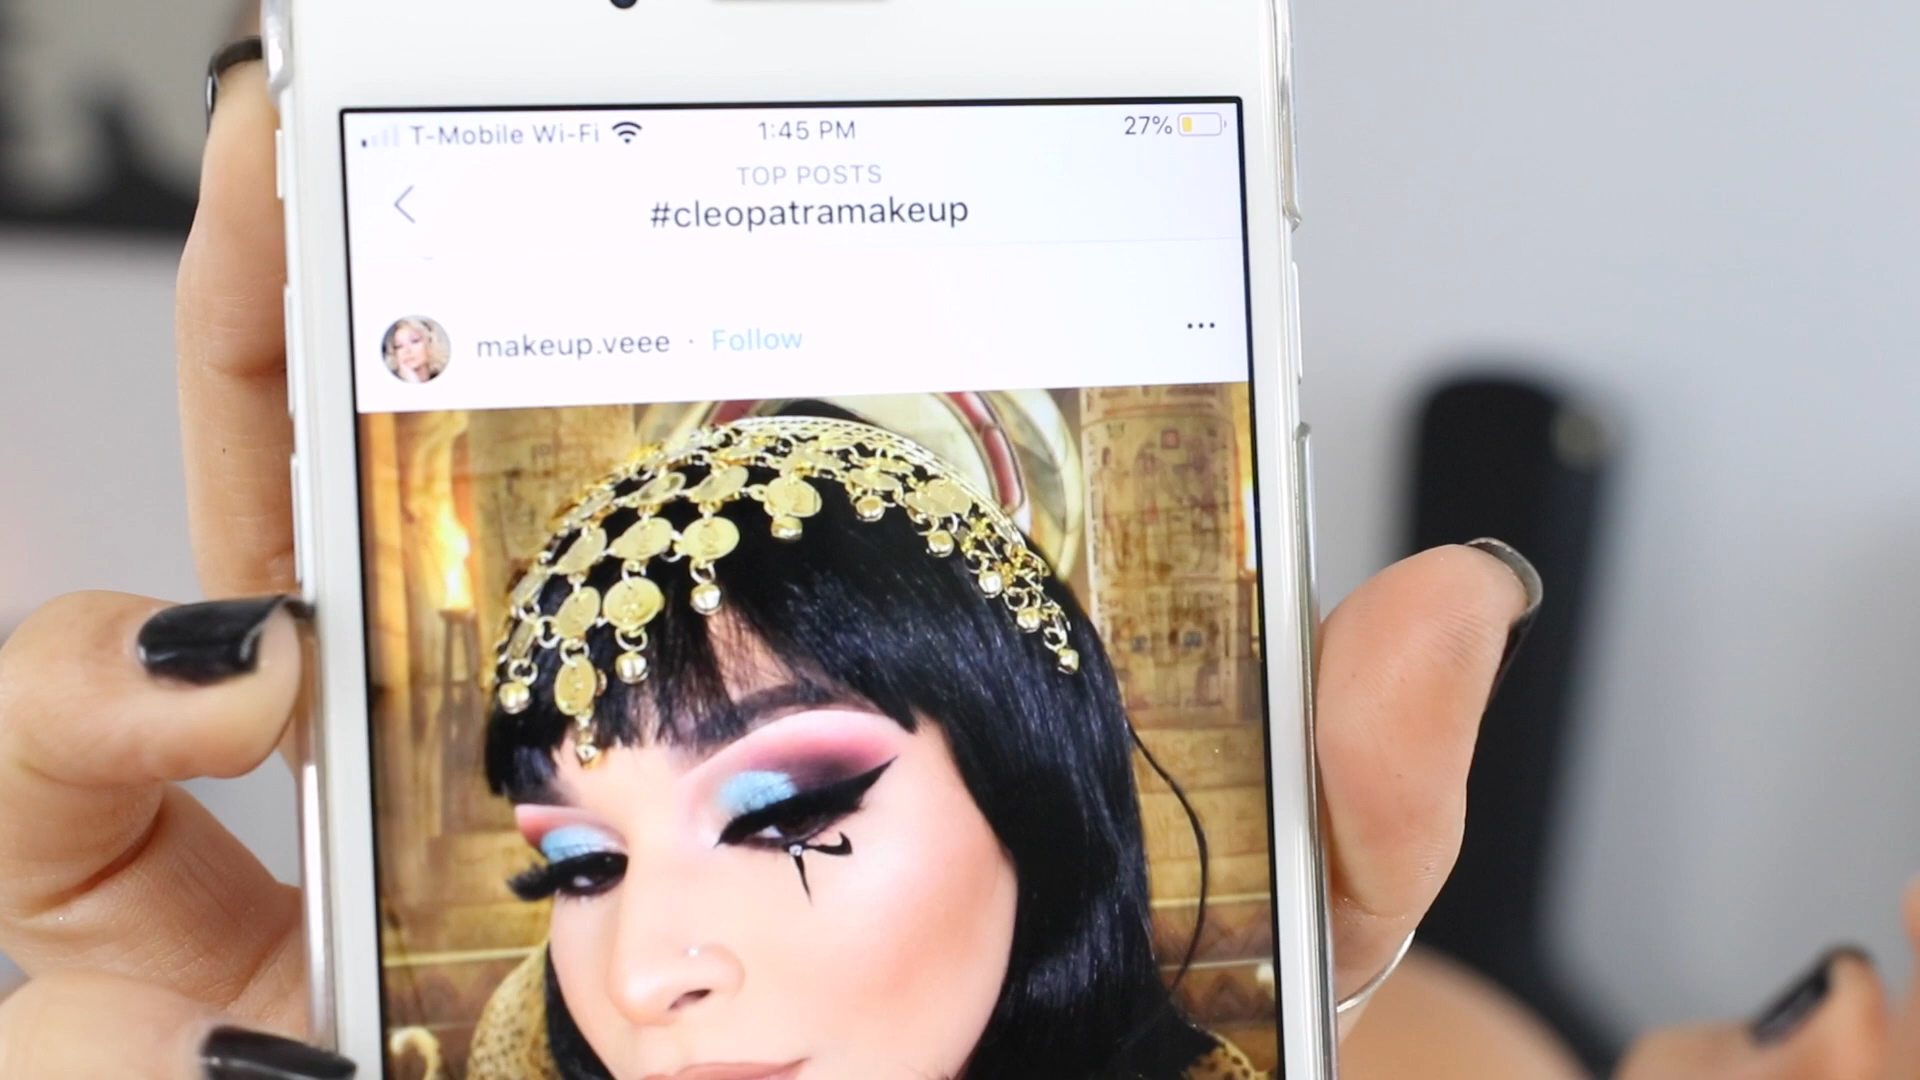 T-Mobile Wi-Fi 1:45 PM 27%
TOP POSTS
#cleopatramakeup
makeup.veee · Follow